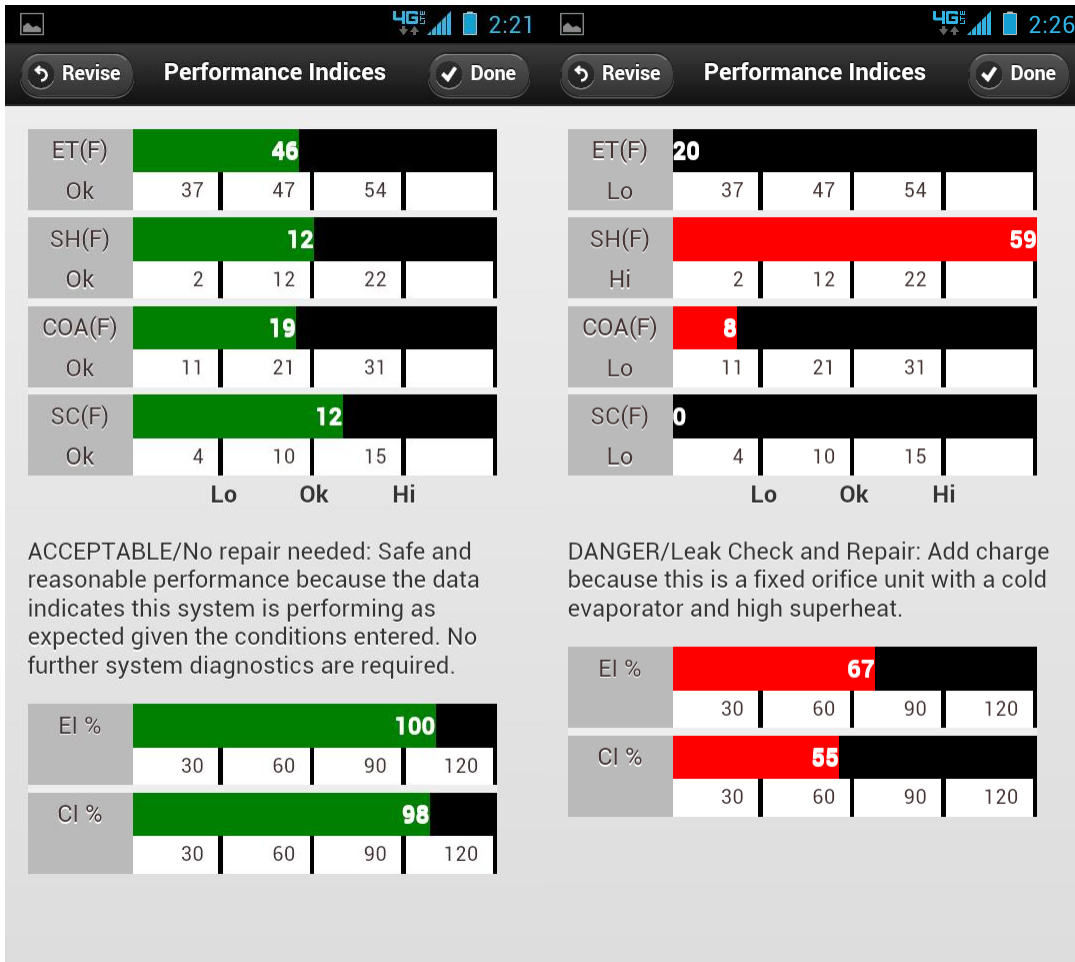 4G LTE 2:21
Revise Performance Indices Done
ET(F) 46
Ok 37 47 54
SH(F) 12
Ok 2 12 22
COA(F) 19
Ok 11 21 31
SC(F) 12
Ok 4 10 15
Lo Ok Hi
ACCEPTABLE/No repair needed: Safe and
reasonable performance because the data
indicates this system is performing as
expected given the conditions entered. No
further system diagnostics are required.
EI % 100
30 60 90 120
CI % 98
30 60 90 120
4G LTE 2:26
Revise Performance Indices Done
ET(F) 20
Lo 37 47 54
SH(F) 59
Hi 2 12 22
COA(F) 8
Lo 11 21 31
SC(F) 0
Lo 4 10 15
Lo Ok Hi
DANGER/Leak Check and Repair: Add charge
because this is a fixed orifice unit with a cold
evaporator and high superheat.
EI % 67
30 60 90 120
CI % 55
30 60 90 120